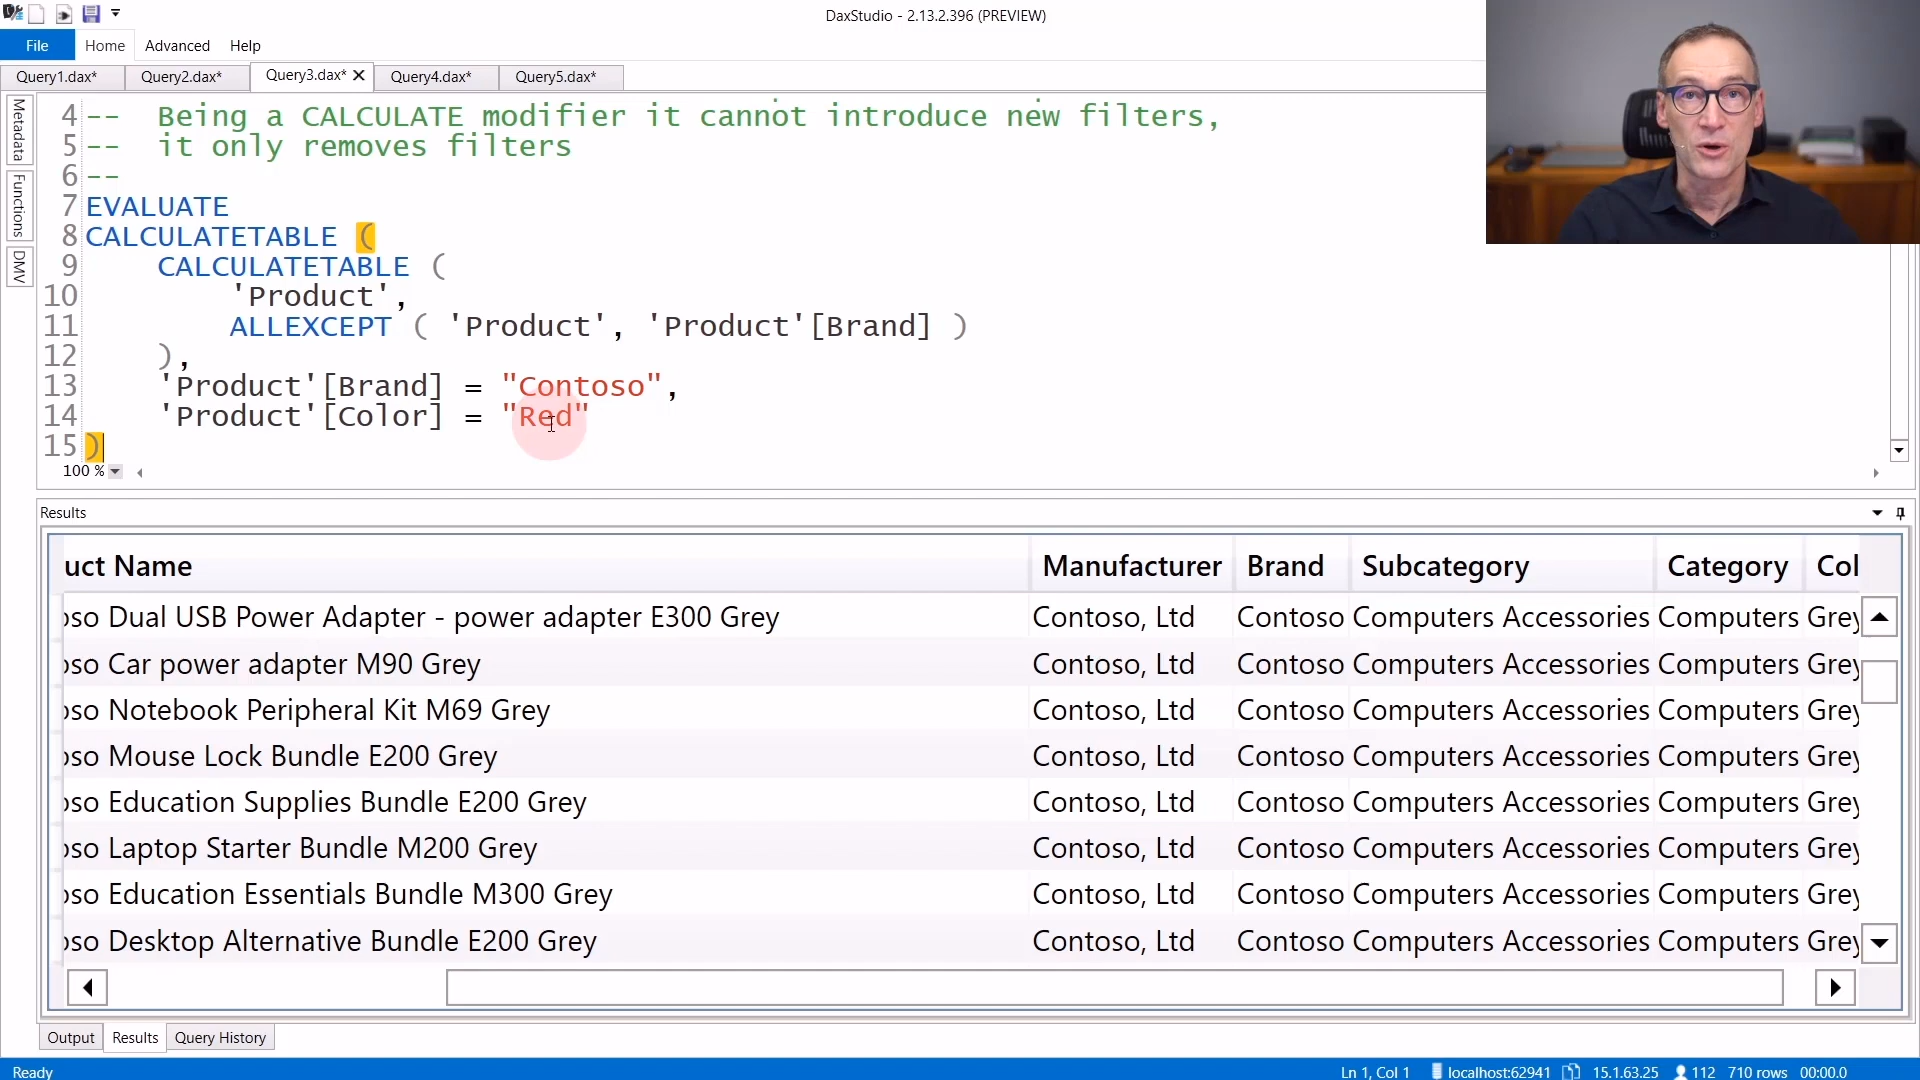 DaxStudio - 2.13.2.396 (PREVIEW)
File Home Advanced Help
Query1.dax* Query2.dax* Query3.dax* Query4.dax* Query5.dax*
Metadata
Functions
DMV
4 -- Being a CALCULATE modifier it cannot introduce new filters,
5 -- it only removes filters
6 --
7 EVALUATE
8 CALCULATETABLE (
9 CALCULATETABLE (
10 'Product',
11 ALLEXCEPT ( 'Product', 'Product'[Brand] )
12 ),
13 'Product'[Brand] = "Contoso",
14 'Product'[Color] = "Red"
15 )
100 %
Results
uct Name Manufacturer Brand Subcategory Category Col
oso Dual USB Power Adapter - power adapter E300 Grey Contoso, Ltd Contoso Computers Accessories Computers Grey
oso Car power adapter M90 Grey Contoso, Ltd Contoso Computers Accessories Computers Grey
oso Notebook Peripheral Kit M69 Grey Contoso, Ltd Contoso Computers Accessories Computers Grey
oso Mouse Lock Bundle E200 Grey Contoso, Ltd Contoso Computers Accessories Computers Grey
oso Education Supplies Bundle E200 Grey Contoso, Ltd Contoso Computers Accessories Computers Grey
oso Laptop Starter Bundle M200 Grey Contoso, Ltd Contoso Computers Accessories Computers Grey
oso Education Essentials Bundle M300 Grey Contoso, Ltd Contoso Computers Accessories Computers Grey
oso Desktop Alternative Bundle E200 Grey Contoso, Ltd Contoso Computers Accessories Computers Grey
Output Results Query History
Ready Ln 1, Col 1 localhost:62941 15.1.63.25 112 710 rows 00:00.0